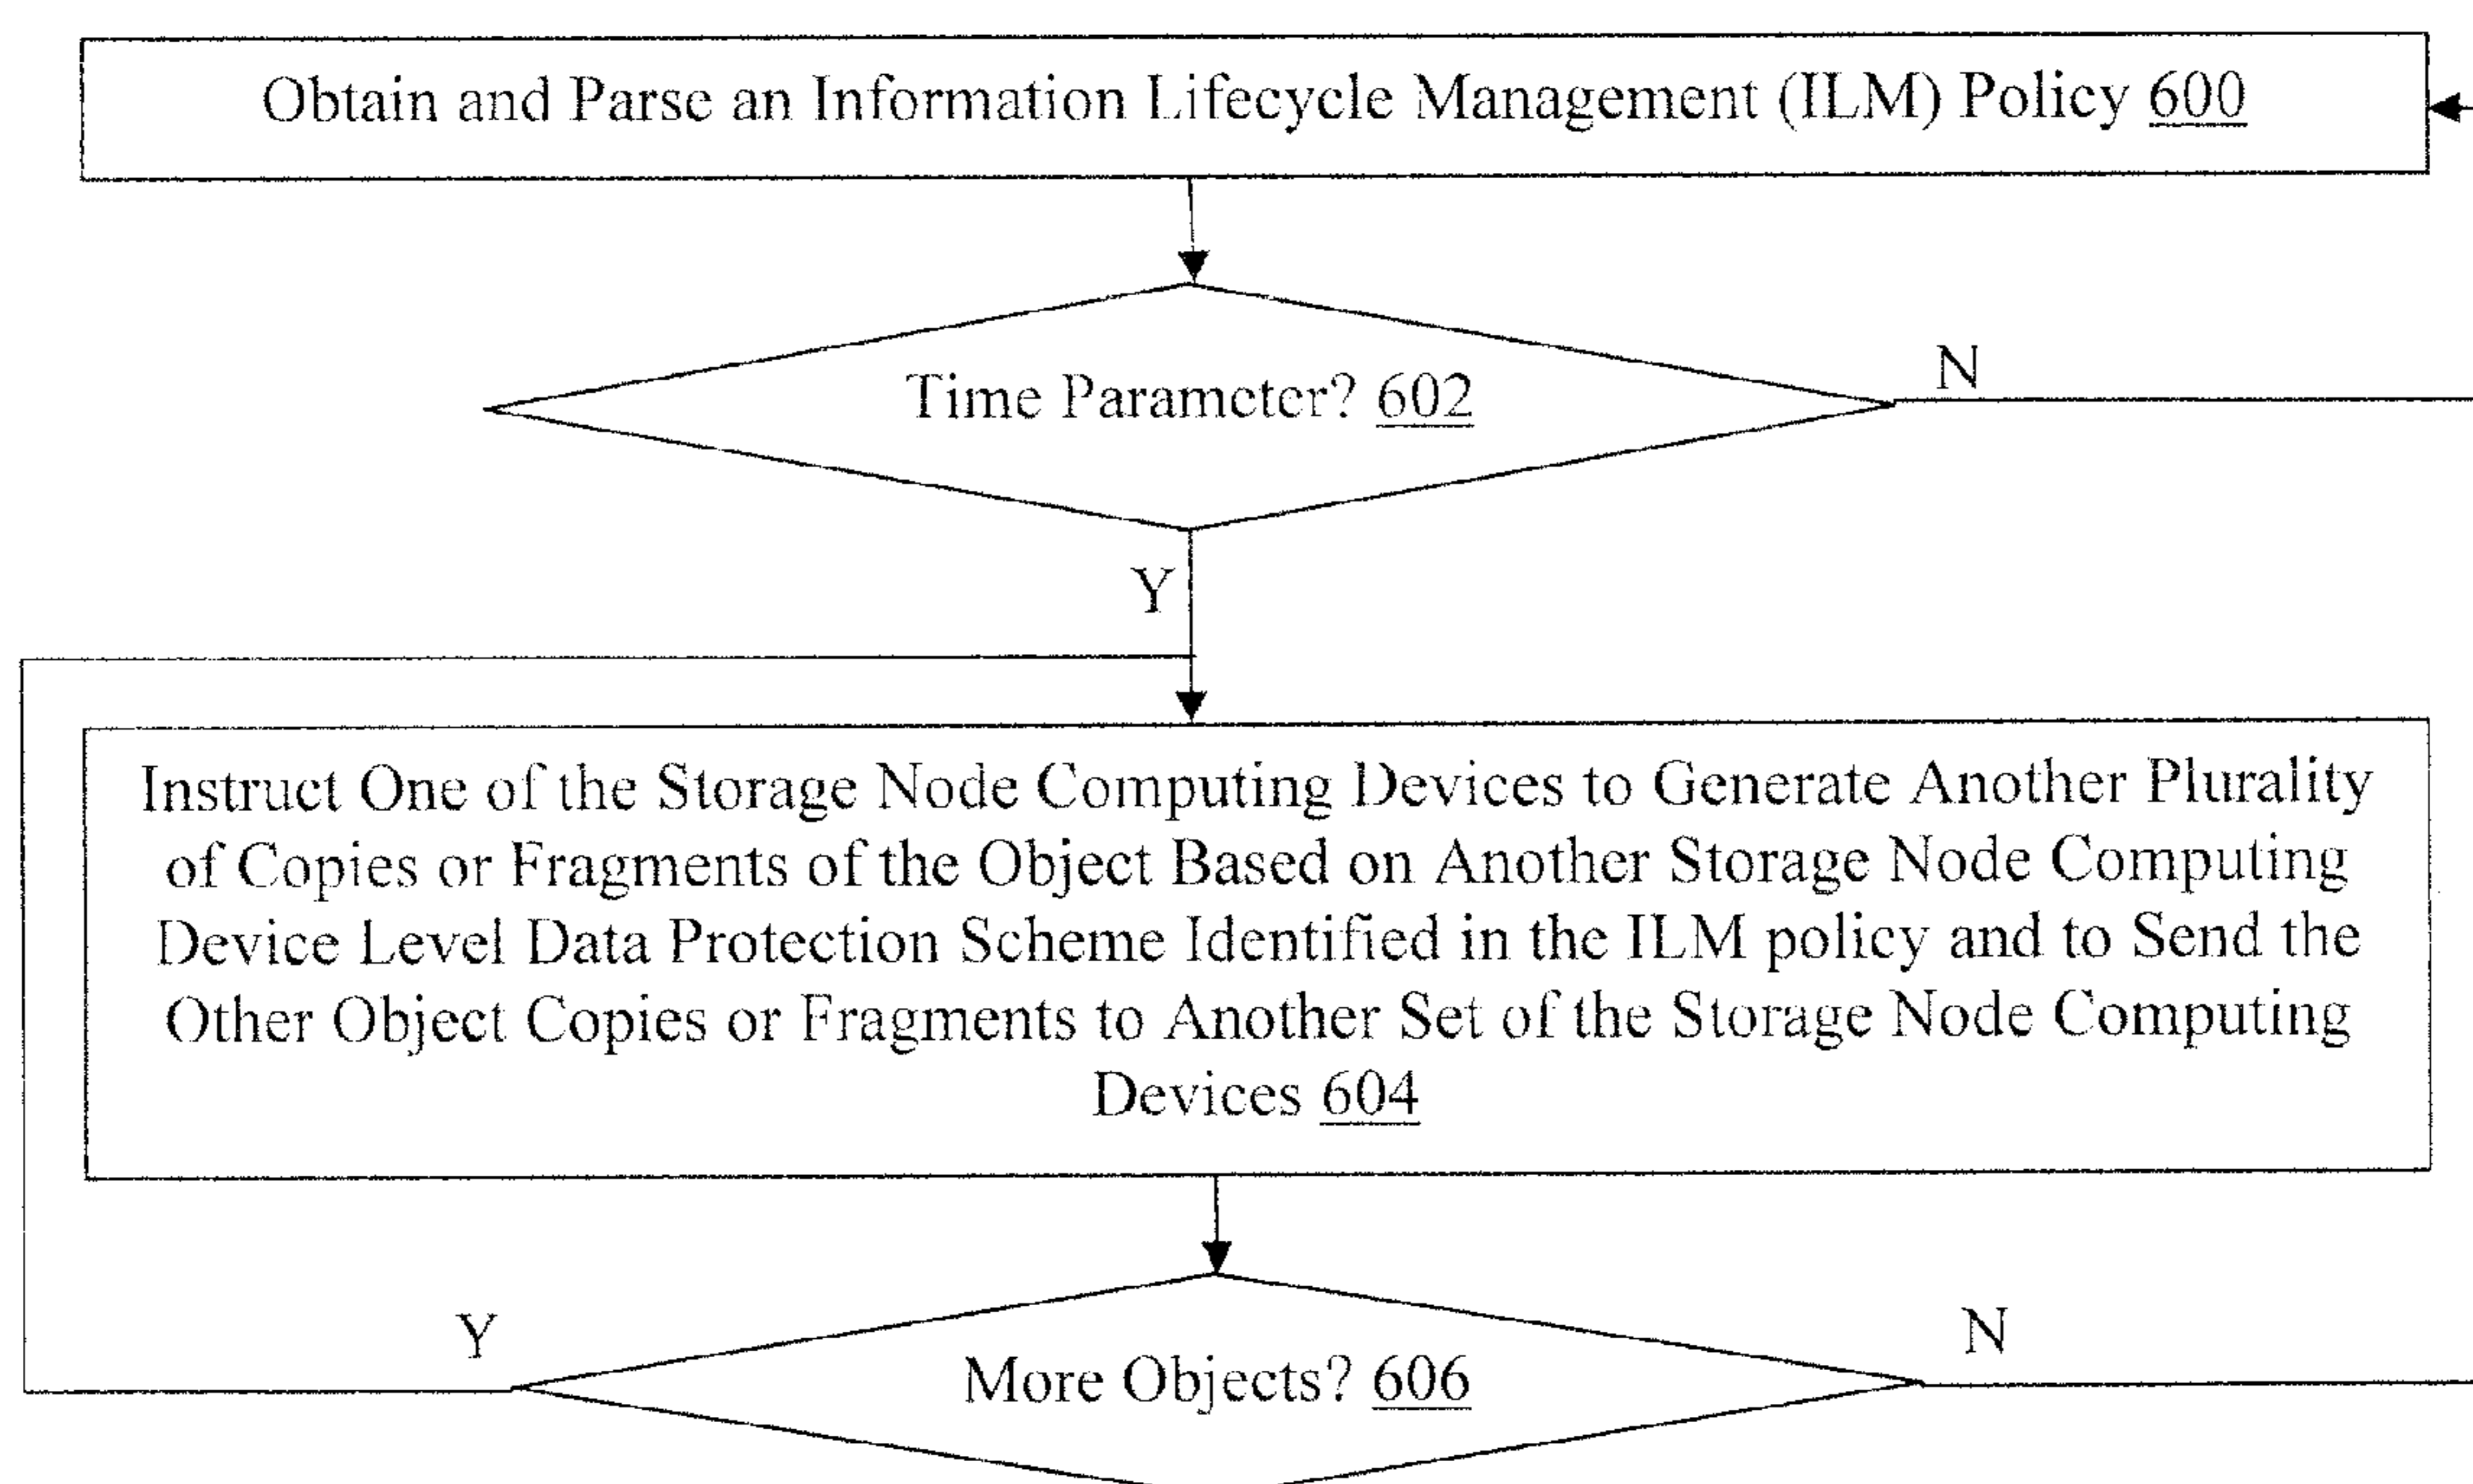 Obtain and Parse an Information Lifecycle Management (ILM) Policy 600
Time Parameter? 602
N
Y
Instruct One of the Storage Node Computing Devices to Generate Another Plurality
of Copies or Fragments of the Object Based on Another Storage Node Computing
Device Level Data Protection Scheme Identified in the ILM policy and to Send the
Other Object Copies or Fragments to Another Set of the Storage Node Computing
Devices 604
Y
N
More Objects? 606